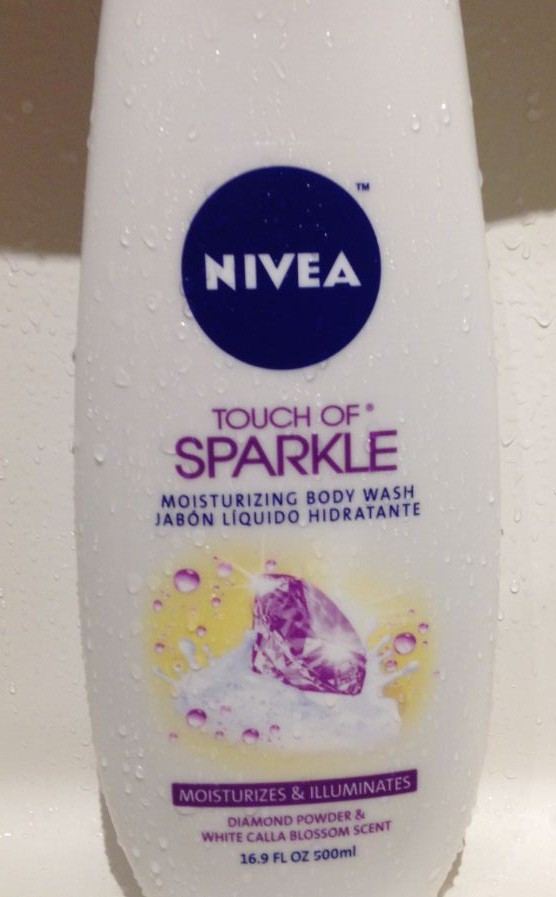 NIVEA
TM
TOUCH OF®
SPARKLE
MOISTURIZING BODY WASH
JABÓN LÍQUIDO HIDRATANTE
MOISTURIZES & ILLUMINATES
DIAMOND POWDER &
WHITE CALLA BLOSSOM SCENT
16.9 FL OZ 500ml